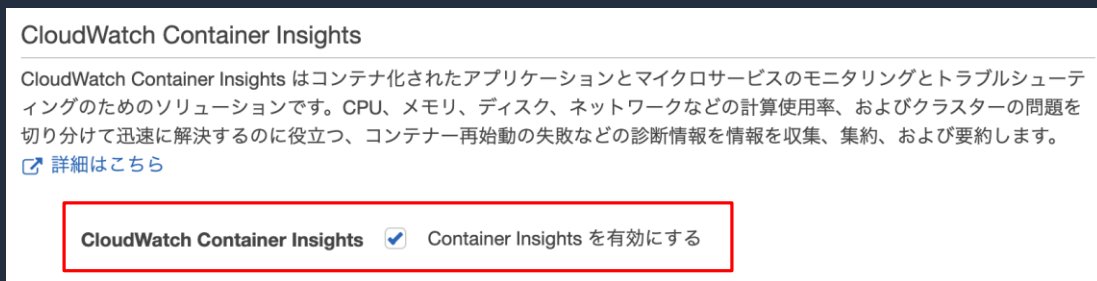 CloudWatch Container Insights
CloudWatch Container Insights はコンテナ化されたアプリケーションとマイクロサービスのモニタリングとトラブルシューテ
ィングのためのソリューションです。CPU、メモリ、ディスク、ネットワークなどの計算使用率、およびクラスターの問題を
切り分けて迅速に解決するのに役立つ、コンテナー再始動の失敗などの診断情報を情報を収集、集約、および要約します。
詳細はこちら
CloudWatch Container Insights Container Insights を有効にする